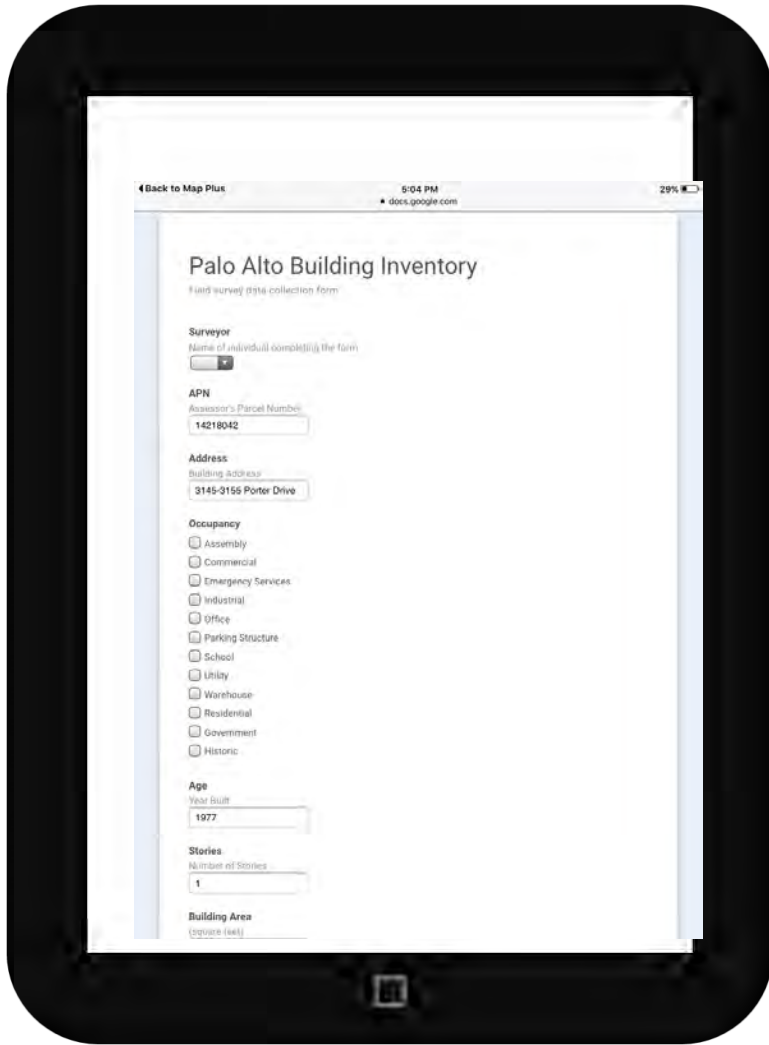 Back to Map Plus
5:04 PM
29%
docs.google.com
Palo Alto Building Inventory
Field survey data collection form
Surveyor
Name of individual completing the form
APN
Assessor's Parcel Number
14218042
Address
Building Address
3145-3155 Porter Drive
Occupancy
Assembly
Commercial
Emergency Services
Industrial
Office
Parking Structure
School
Utility
Warehouse
Residential
Government
Historic
Age
Year Built
1977
Stories
Number of Stories
1
Building Area
(square feet)